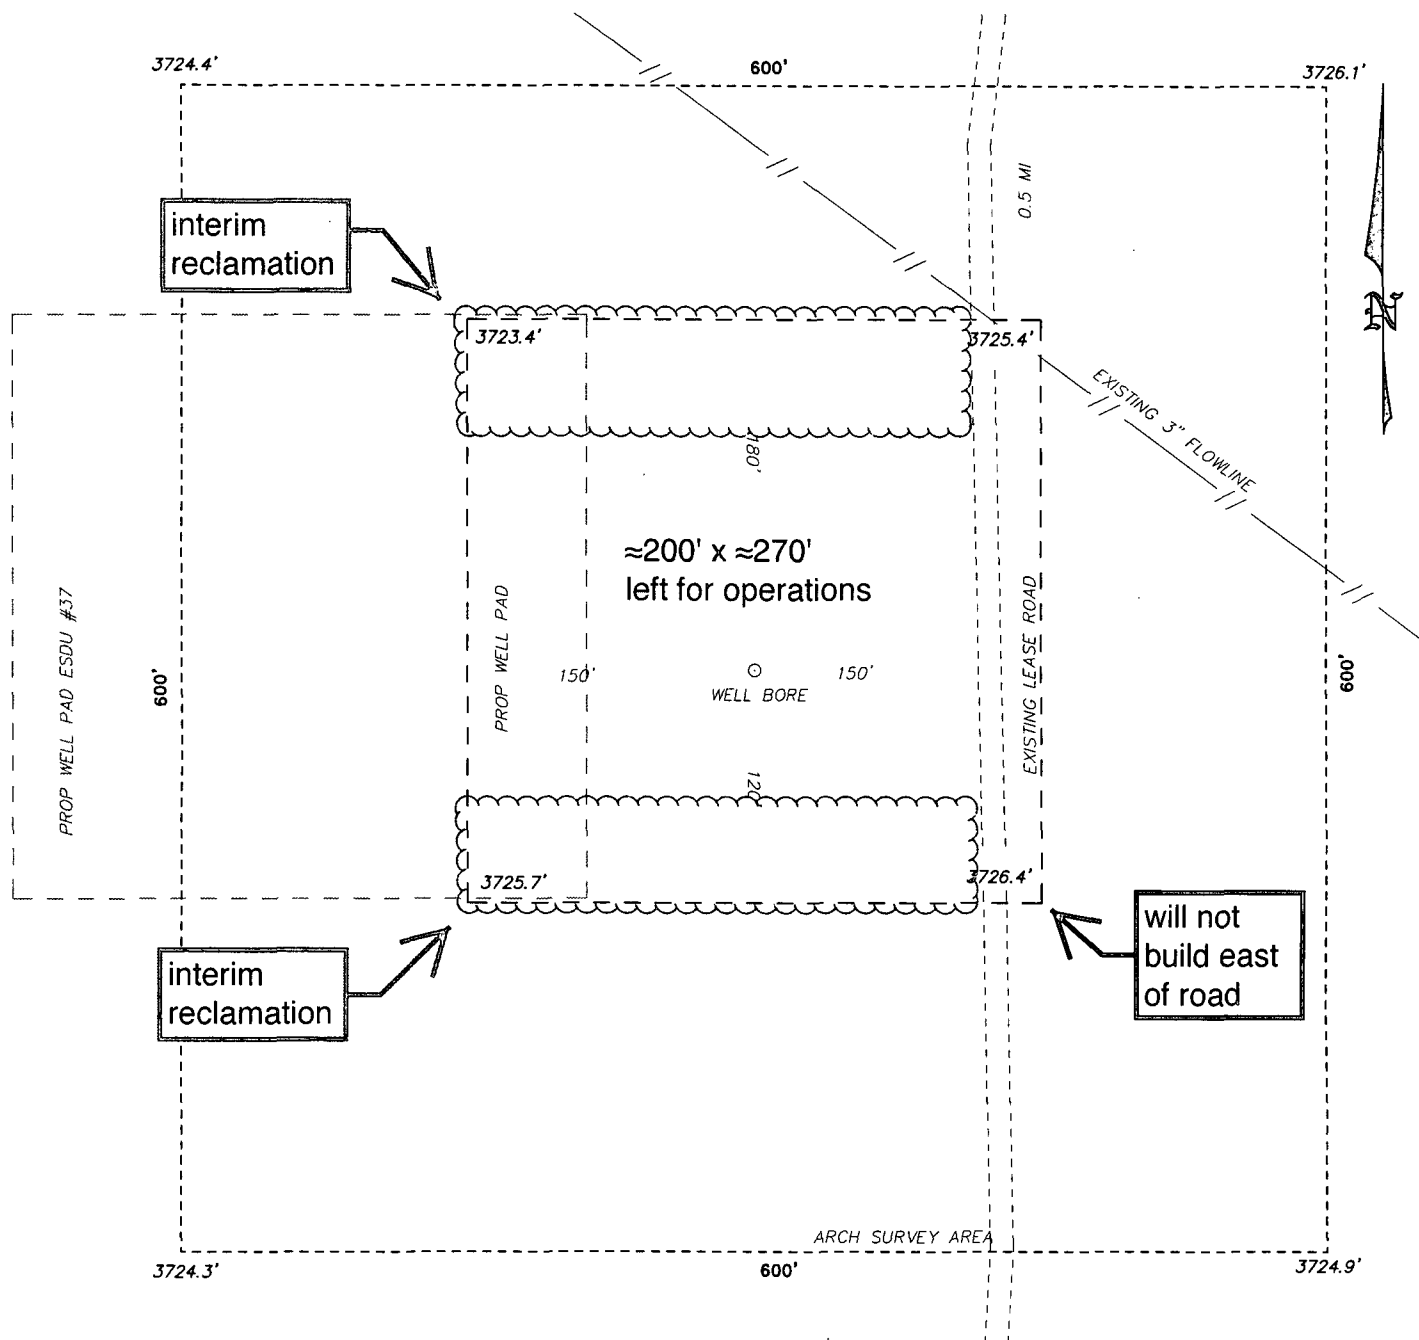 3724.4'
600'
3726.1'
0.5 MI
interim
reclamation
N
3723.4'
3725.4'
EXISTING 3" FLOWLINE
180'
≈200' x ≈270'
left for operations
PROP WELL PAD ESDU #37
600'
PROP WELL PAD
150'
150'
WELL BORE
EXISTING LEASE ROAD
600'
120'
3725.7'
3726.4'
will not
build east
of road
interim
reclamation
ARCH SURVEY AREA
3724.3'
600'
3724.9'